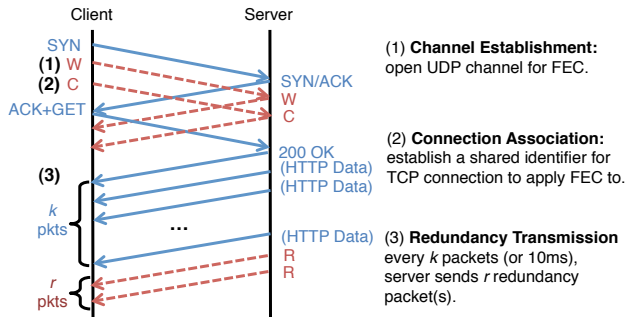 Client
Server
SYN
(1) W
(2) C
SYN/ACK
W
C
ACK+GET
200 OK
(3)
(HTTP Data)
(HTTP Data)
k
pkts
...
(HTTP Data)
R
R
r
pkts
(1) Channel Establishment:
open UDP channel for FEC.
(2) Connection Association:
establish a shared identifier for
TCP connection to apply FEC to.
(3) Redundancy Transmission
every k packets (or 10ms),
server sends r redundancy
packet(s).